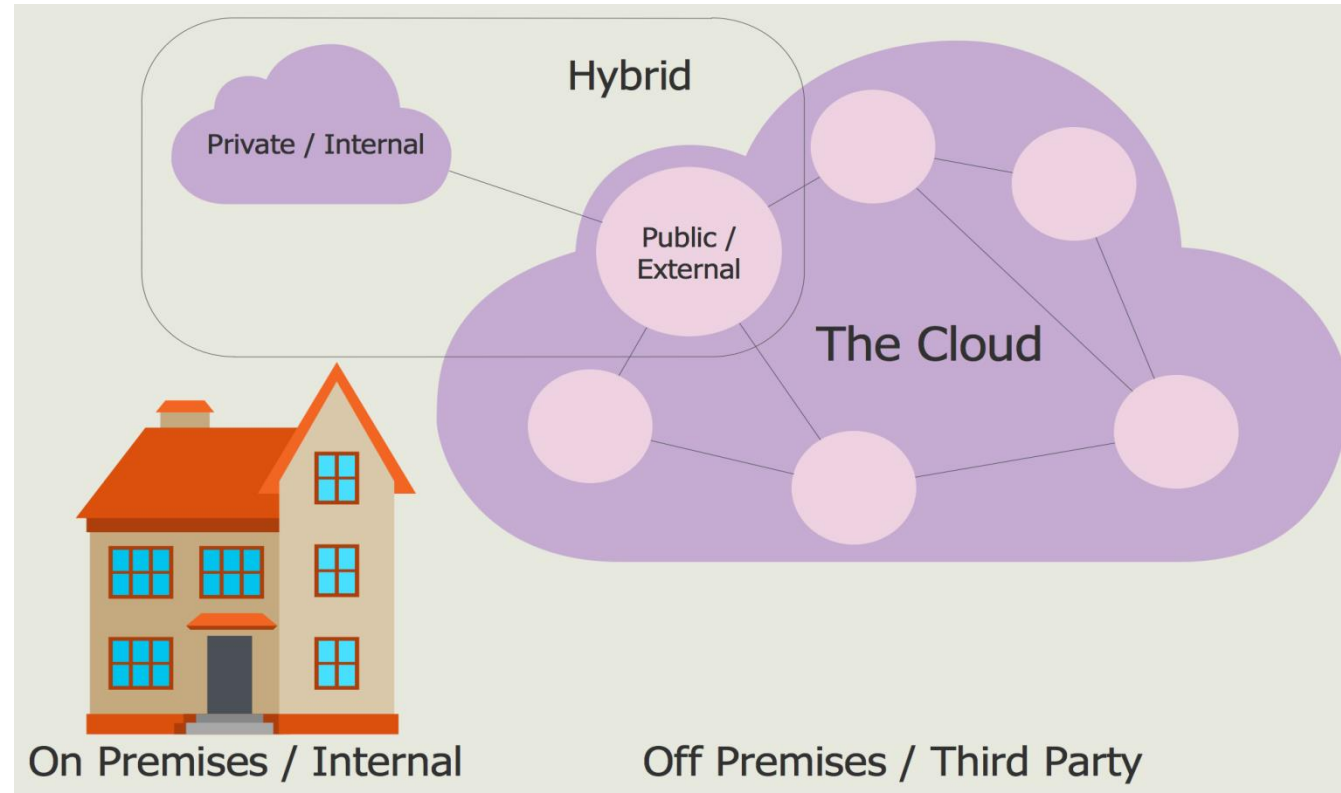 Hybrid
Private / Internal
Public /
External
The Cloud
On Premises / Internal
Off Premises / Third Party